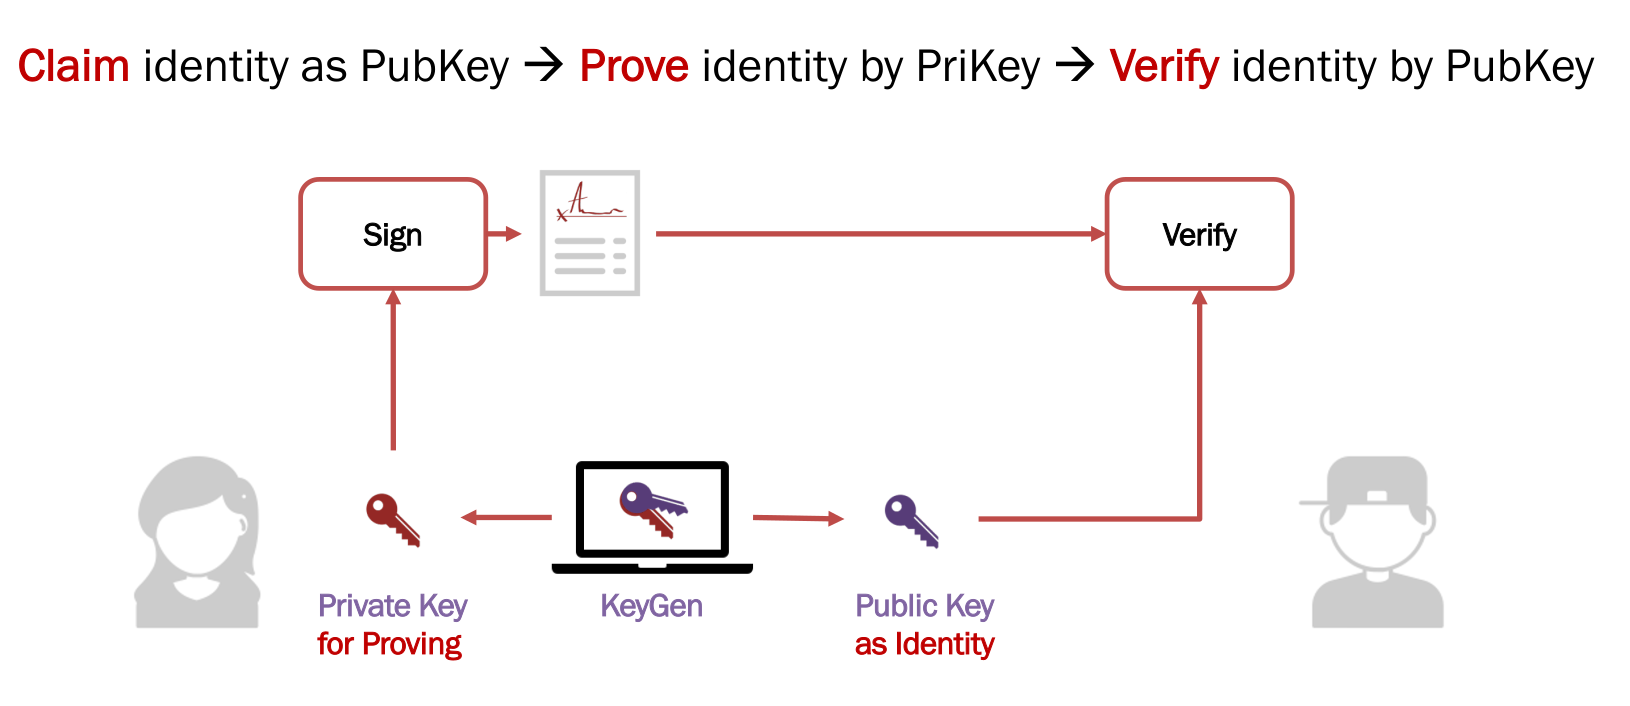 Claim identity as PubKey → Prove identity by PriKey → Verify identity by PubKey
Sign
Verify
Private Key
for Proving
KeyGen
Public Key
as Identity